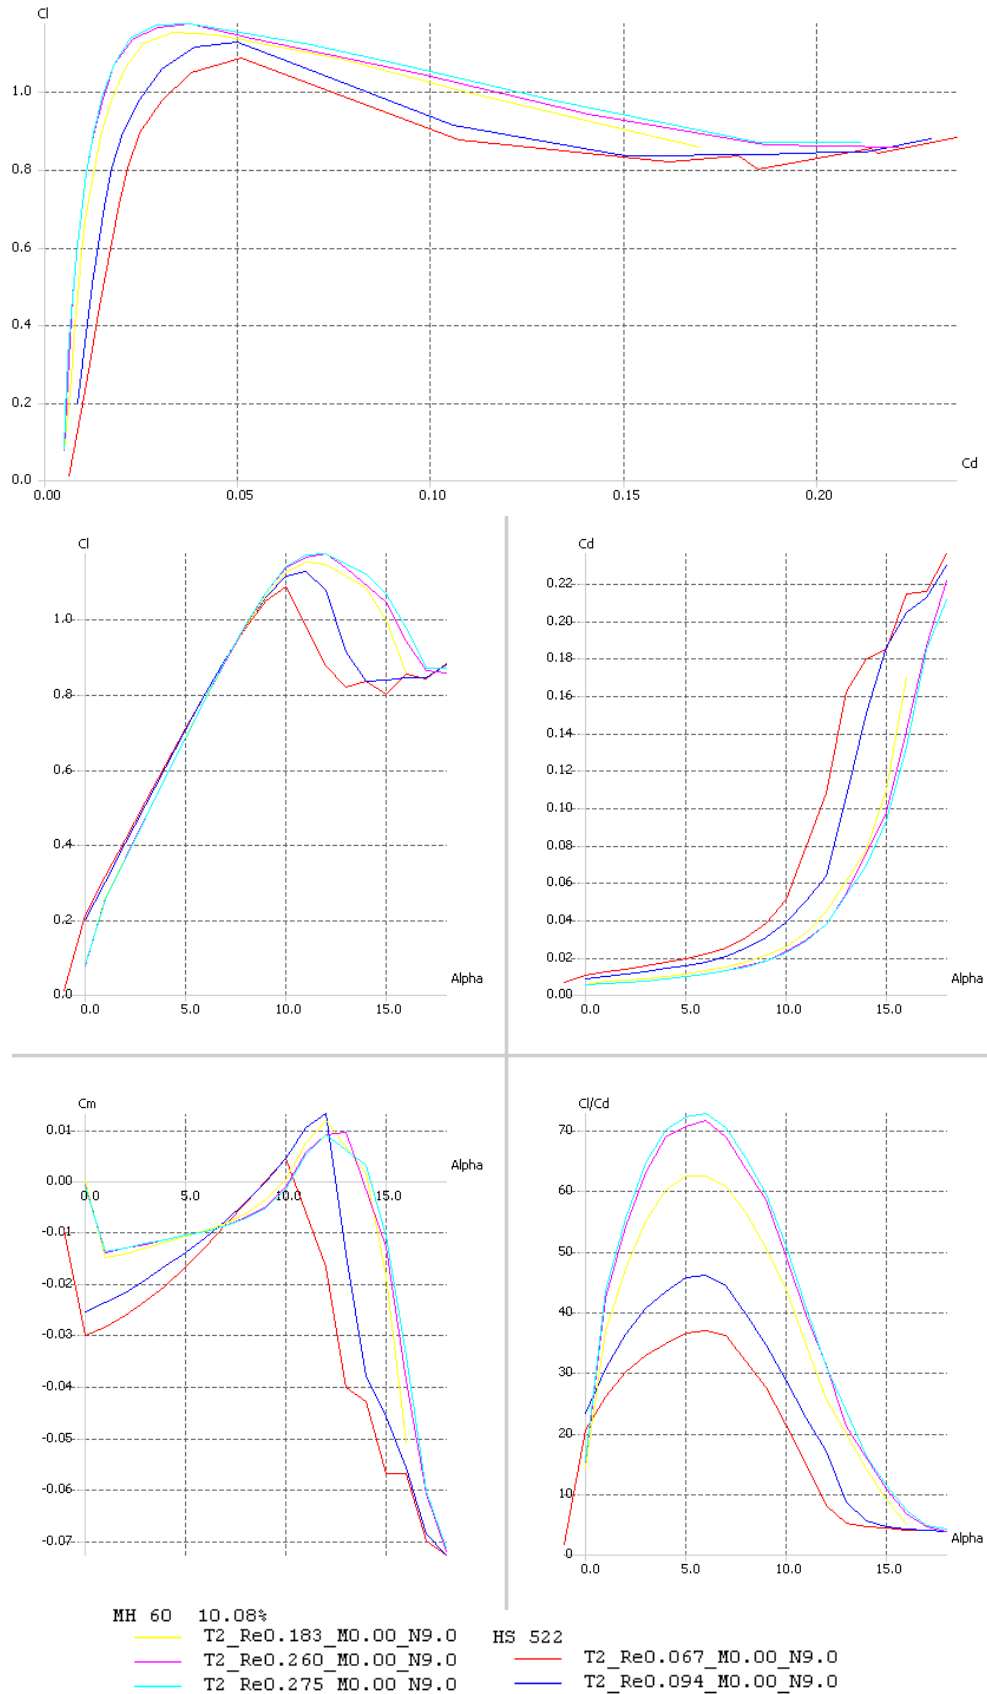 Cl
1.0
0.8
0.6
0.4
0.2
0.0
0.00 0.05 0.10 0.15 0.20
Cd
Cl
1.0
0.8
0.6
0.4
0.2
0.0
0.0 5.0 10.0 15.0
Alpha
Cd
0.22
0.20
0.18
0.16
0.14
0.12
0.10
0.08
0.06
0.04
0.02
0.00
0.0 5.0 10.0 15.0
Alpha
Cm
0.01
0.00
-0.01
-0.02
-0.03
-0.04
-0.05
-0.06
-0.07
0.0 5.0 10.0 15.0
Alpha
Cl/Cd
70
60
50
40
30
20
10
0
0.0 5.0 10.0 15.0
Alpha
MH 60 10.08%
T2_Re0.183_M0.00_N9.0
T2_Re0.260_M0.00_N9.0
T2_Re0.275_M0.00_N9.0
HS 522
T2_Re0.067_M0.00_N9.0
T2_Re0.094_M0.00_N9.0